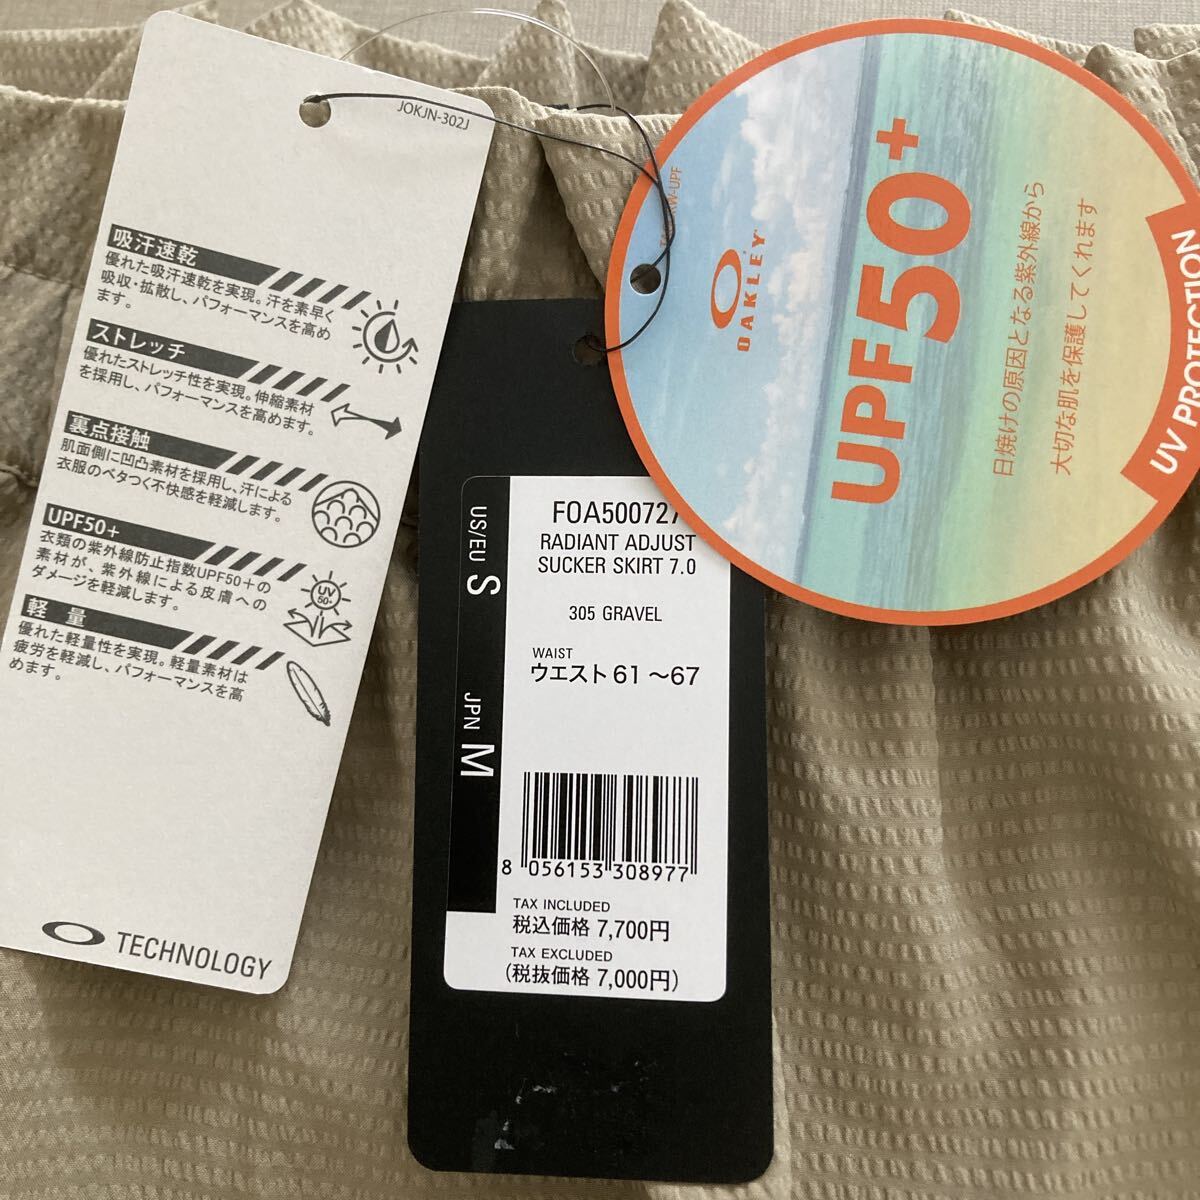 JOKJN-302J
吸汗速乾
優れた吸汗速乾を実現。汗を素早く
吸収・拡散し、パフォーマンスを高め
ます。
ストレッチ
優れたストレッチ性を実現。伸縮素材
を採用し、パフォーマンスを高めます。
裏点接触
肌面側に凹凸素材を採用し、汗による
衣服のベタつく不快感を軽減します。
UPF50+
衣類の紫外線防止指数UPF50+の
素材が、紫外線による皮膚への
ダメージを軽減します。
UV
50+
軽 量
優れた軽量性を実現。軽量素材は
疲労を軽減し、パフォーマンスを高
めます。
TECHNOLOGY
US/EU S
JPN M
FOA500727
RADIANT ADJUST
SUCKER SKIRT 7.0
305 GRAVEL
WAIST
ウエスト 61 ～67
8 056153 308977
TAX INCLUDED
税込価格 7,700円
TAX EXCLUDED
(税抜価格 7,000円)
OAKLEY
UPF50+
日焼けの原因となる紫外線から
大切な肌を保護してくれます
UV PROTECTION